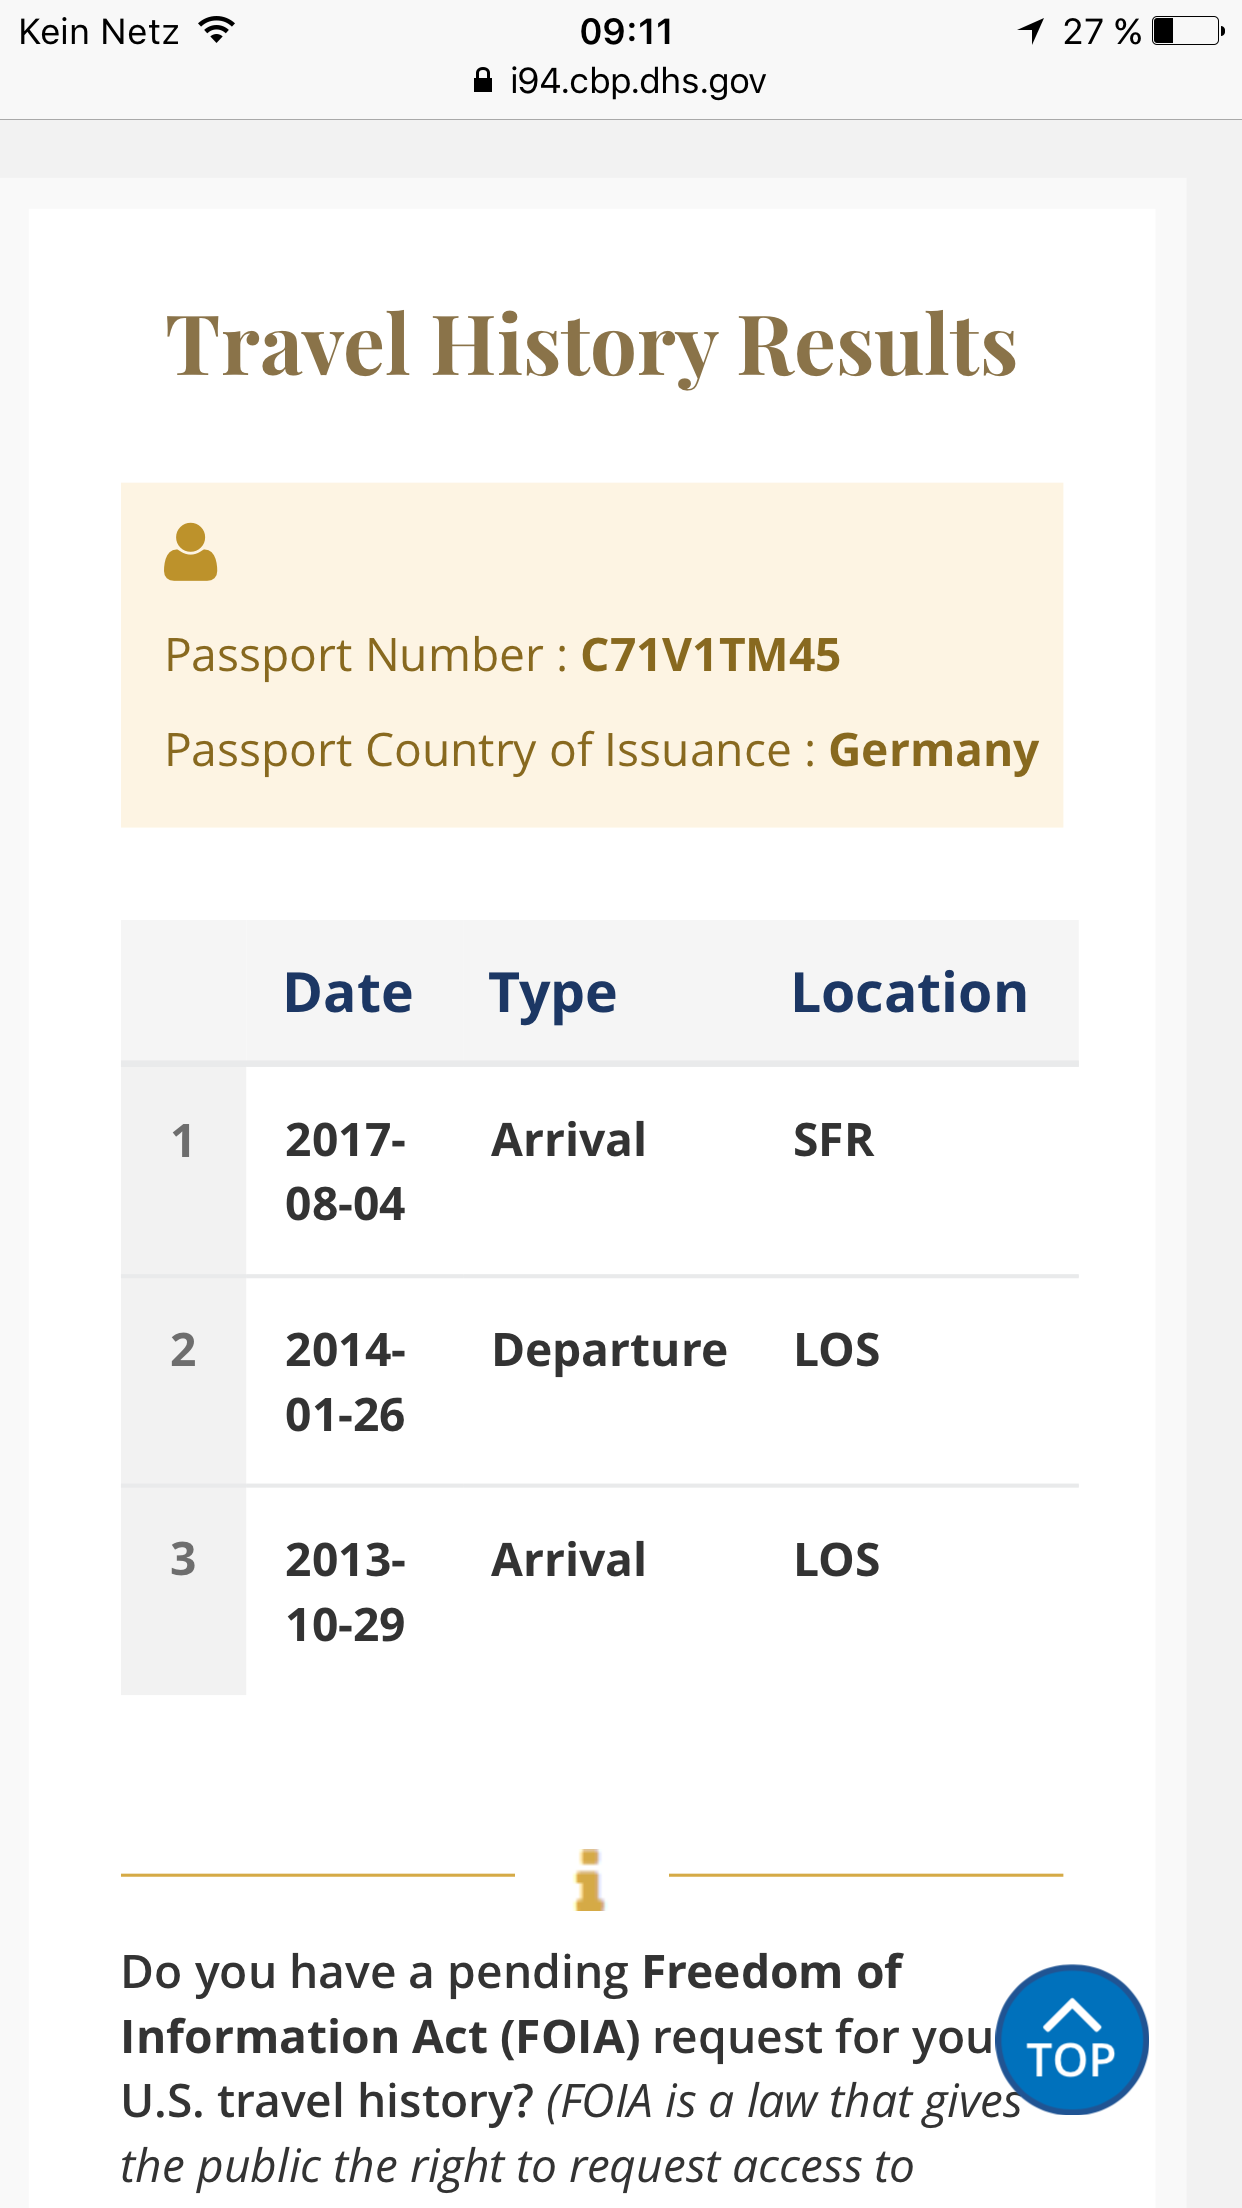 Kein Netz 09:11 27 %
i94.cbp.dhs.gov
Travel History Results
Passport Number : C71V1TM45
Passport Country of Issuance : Germany
Date Type Location
1 2017- Arrival SFR
08-04
2 2014- Departure LOS
01-26
3 2013- Arrival LOS
10-29
Do you have a pending Freedom of
Information Act (FOIA) request for you
U.S. travel history? (FOIA is a law that gives
the public the right to request access to
TOP